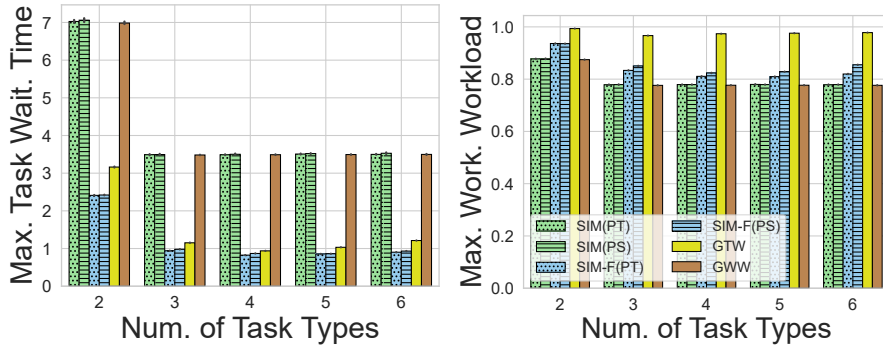 Max. Task Wait. Time
7
6
5
4
3
2
1
0
2 3 4 5 6
Num. of Task Types
Max. Work. Workload
1.0
0.8
0.6
0.4
0.2
0.0
SIM(PT)
SIM(PS)
SIM-F(PT)
SIM-F(PS)
GTW
GWW
2 3 4 5 6
Num. of Task Types